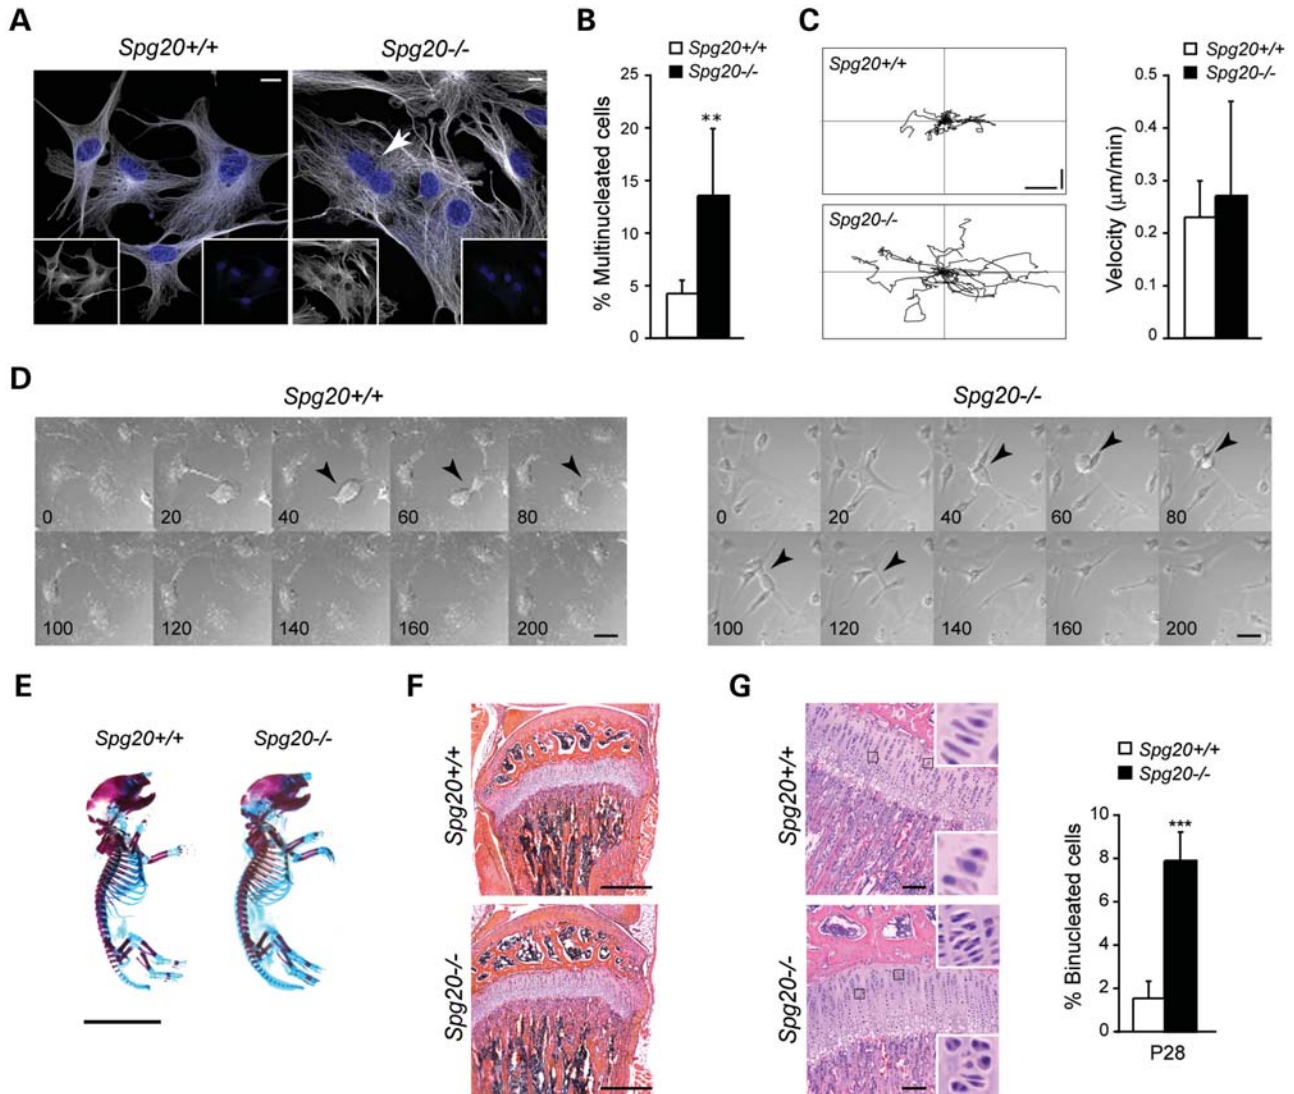 A
Spg20+/+
Spg20-/-
B
Spg20+/+
Spg20-/-
% Multinucleated cells
25
20
15
10
5
0
**
C
Spg20+/+
Spg20-/-
Spg20+/+
Spg20-/-
Velocity (μm/min)
0.5
0.4
0.3
0.2
0.1
0
D
Spg20+/+
0 20 40 60 80
100 120 140 160 200
Spg20-/-
0 20 40 60 80
100 120 140 160 200
E
Spg20+/+
Spg20-/-
F
Spg20+/+
Spg20-/-
G
Spg20+/+
Spg20-/-
Spg20+/+
Spg20-/-
% Binucleated cells
10
8
6
4
2
0
***
P28